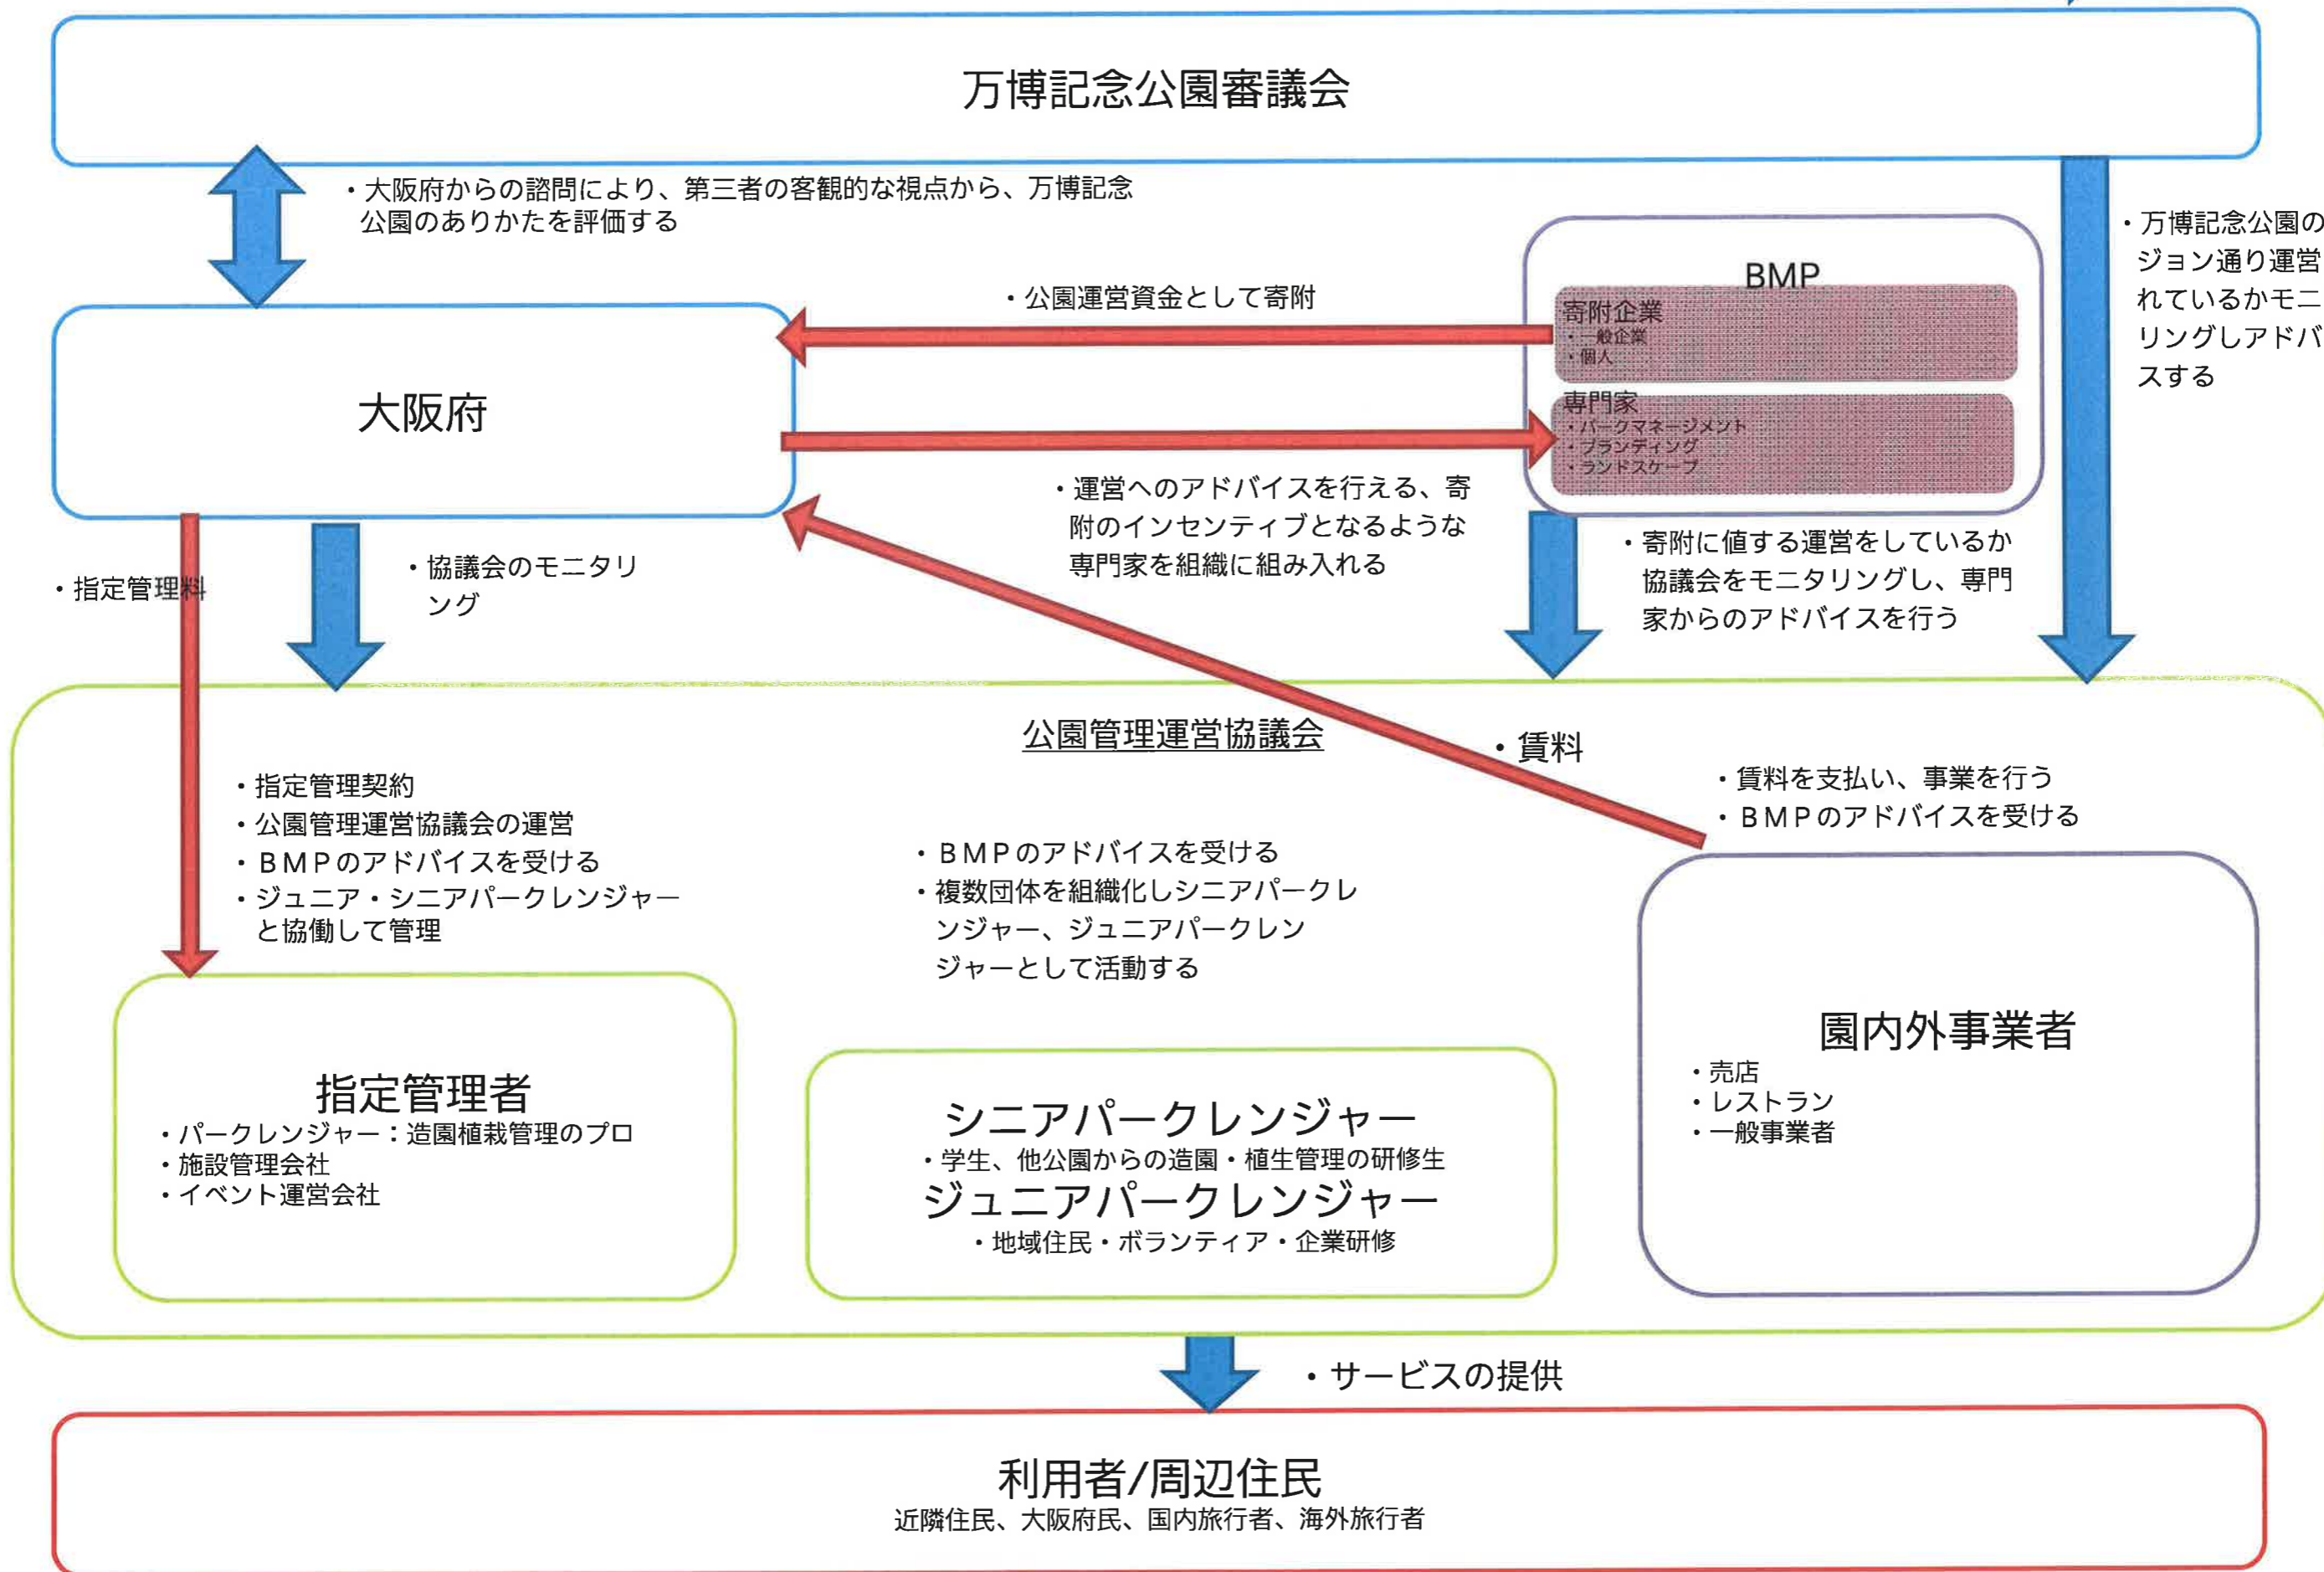 万博記念公園審議会
・大阪府からの諮問により、第三者の客観的な視点から、万博記念
公園のありかたを評価する
・万博記念公園の
ジョン通り運営
れているかモニ
リングしアドバ
スする
・公園運営資金として寄附
BMP
寄附企業
・一般企業
・個人
専門家
・パークマネージメント
・ブランディング
・ランドスケープ
大阪府
・運営へのアドバイスを行える、寄
附のインセンティブとなるような
専門家を組織に組み入れる
・寄附に値する運営をしているか
協議会をモニタリングし、専門
家からのアドバイスを行う
・指定管理料
・協議会のモニタリ
ング
公園管理運営協議会
・賃料
・指定管理契約
・公園管理運営協議会の運営
・ＢＭＰのアドバイスを受ける
・ジュニア・シニアパークレンジャー
と協働して管理
・ＢＭＰのアドバイスを受ける
・複数団体を組織化しシニアパークレ
ンジャー、ジュニアパークレン
ジャーとして活動する
・賃料を支払い、事業を行う
・ＢＭＰのアドバイスを受ける
指定管理者
・パークレンジャー：造園植栽管理のプロ
・施設管理会社
・イベント運営会社
シニアパークレンジャー
・学生、他公園からの造園・植生管理の研修生
ジュニアパークレンジャー
・地域住民・ボランティア・企業研修
園内外事業者
・売店
・レストラン
・一般事業者
・サービスの提供
利用者/周辺住民
近隣住民、大阪府民、国内旅行者、海外旅行者